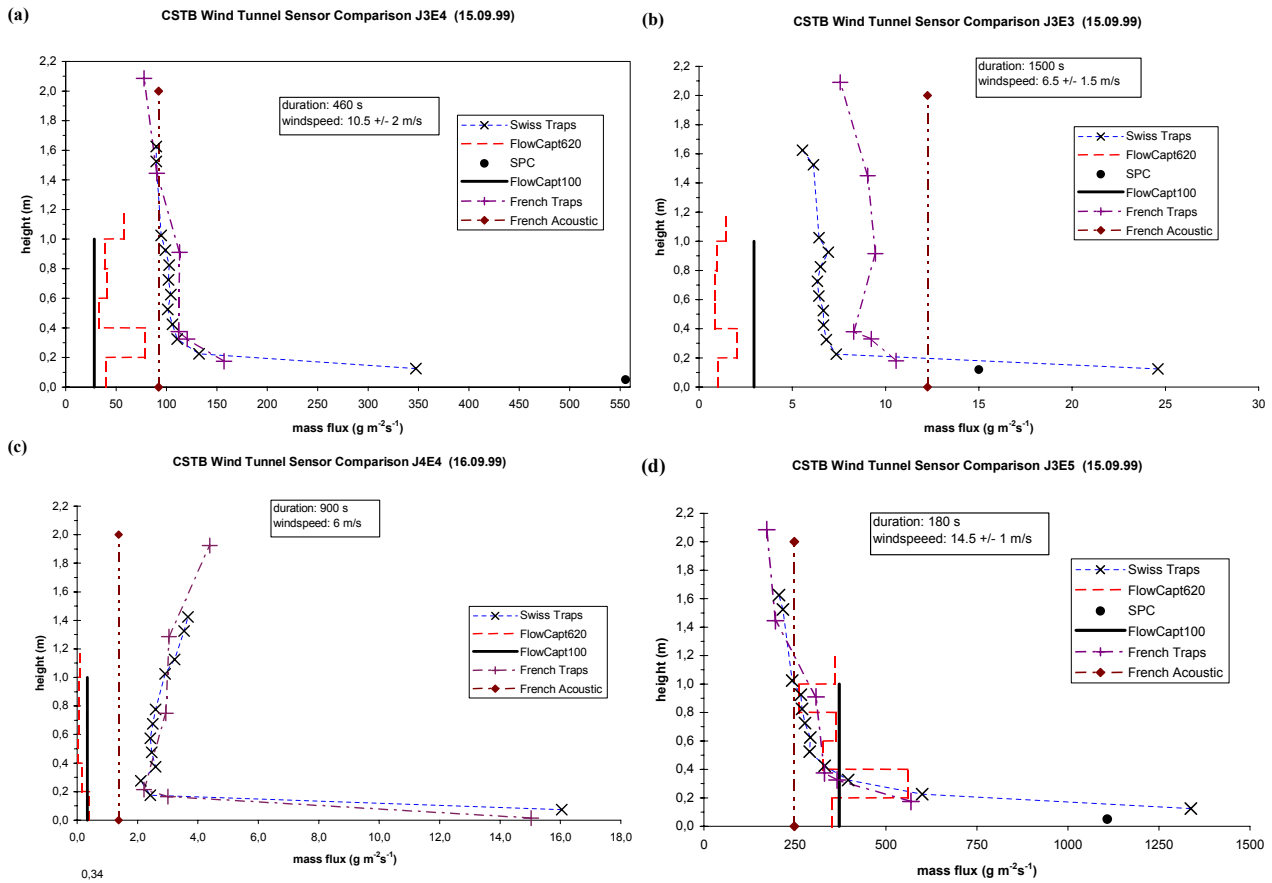 (a)
CSTB Wind Tunnel Sensor Comparison J3E4 (15.09.99)
2,2
2,0
1,8
1,6
1,4
1,2
1,0
0,8
0,6
0,4
0,2
0,0
height (m)
duration: 460 s
windspeed: 10.5 +/- 2 m/s
Swiss Traps
FlowCapt620
SPC
FlowCapt100
French Traps
French Acoustic
0 50 100 150 200 250 300 350 400 450 500 550
mass flux (g m⁻²s⁻¹)
(b)
CSTB Wind Tunnel Sensor Comparison J3E3 (15.09.99)
2,2
2,0
1,8
1,6
1,4
1,2
1,0
0,8
0,6
0,4
0,2
0,0
height (m)
duration: 1500 s
windspeed: 6.5 +/- 1.5 m/s
Swiss Traps
FlowCapt620
SPC
FlowCapt100
French Traps
French Acoustic
0 5 10 15 20 25 30
mass flux (g m⁻²s⁻¹)
(c)
CSTB Wind Tunnel Sensor Comparison J4E4 (16.09.99)
2,2
2,0
1,8
1,6
1,4
1,2
1,0
0,8
0,6
0,4
0,2
0,0
height (m)
duration: 900 s
windspeed: 6 m/s
Swiss Traps
FlowCapt620
FlowCapt100
French Traps
French Acoustic
0,0 2,0 4,0 6,0 8,0 10,0 12,0 14,0 16,0 18,0
mass flux (g m⁻²s⁻¹)
0,34
(d)
CSTB Wind Tunnel Sensor Comparison J3E5 (15.09.99)
2,2
2,0
1,8
1,6
1,4
1,2
1,0
0,8
0,6
0,4
0,2
0,0
height (m)
duration: 180 s
windspeeed: 14.5 +/- 1 m/s
Swiss Traps
FlowCapt620
SPC
FlowCapt100
French Traps
French Acoustic
0 250 500 750 1000 1250 1500
mass flux (g m⁻²s⁻¹)